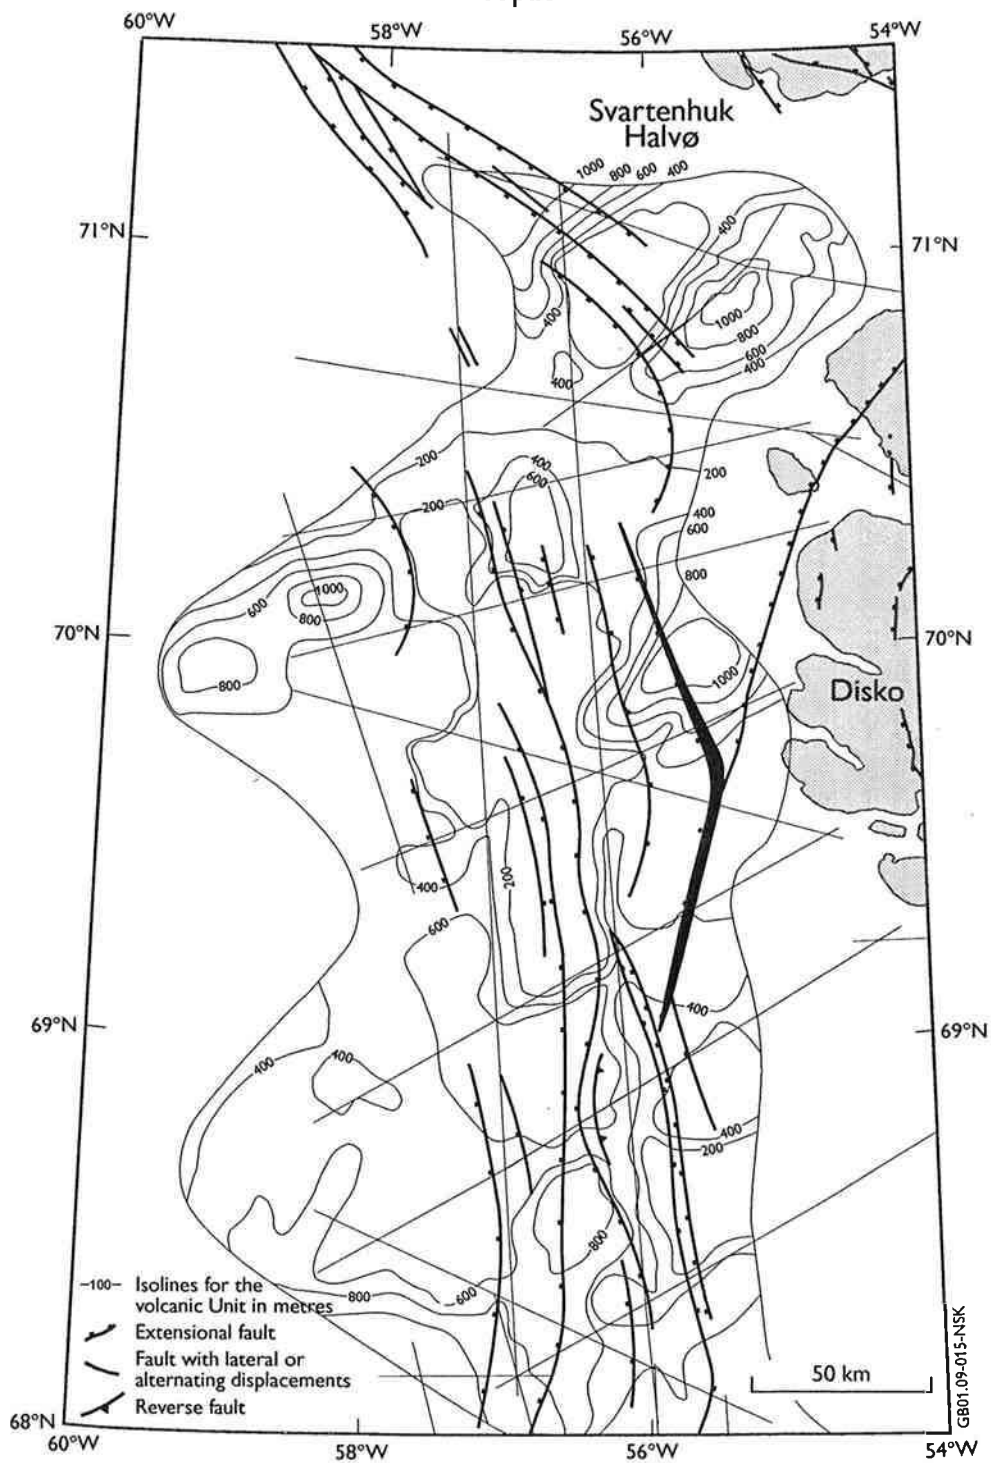 60°W
58°W
56°W
54°W
Svartenhuk
Halvø
1000 800 600 400
400
71°N
71°N
400
1000
800
600
400
400
200
400
600
200
200
400
600
800
1000
800
600
70°N
70°N
800
1000
Disko
200
400
600
69°N
400
69°N
400
400
400
200
800
–100– Isolines for the
volcanic Unit in metres
800
600
Extensional fault
Fault with lateral or
alternating displacements
Reverse fault
50 km
GB01.09-015-NSK
68°N
60°W
58°W
56°W
54°W